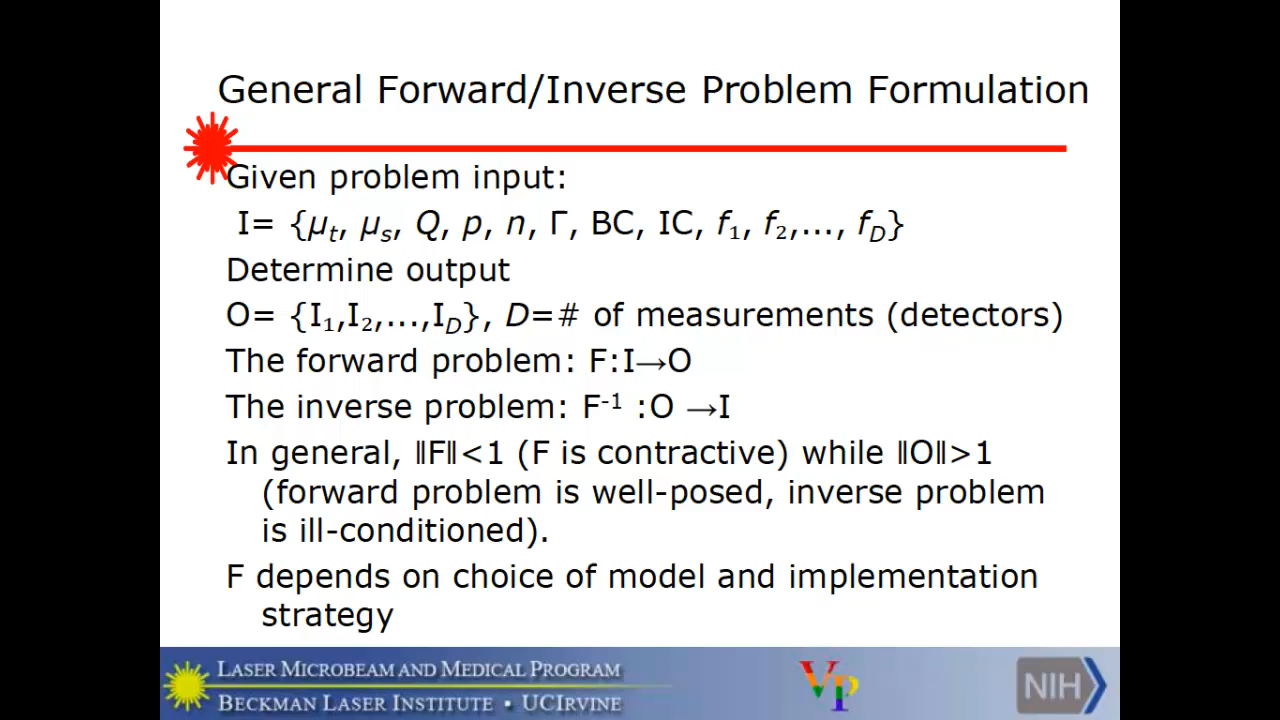 General Forward/Inverse Problem Formulation
Given problem input:
I= {μt, μs, Q, p, n, Γ, BC, IC, f₁, f₂,..., fD}
Determine output
O= {I₁,I₂,...,ID}, D=# of measurements (detectors)
The forward problem: F:I→O
The inverse problem: F⁻¹ :O →I
In general, ‖F‖<1 (F is contractive) while ‖O‖>1
(forward problem is well-posed, inverse problem
is ill-conditioned).
F depends on choice of model and implementation
strategy
LASER MICROBEAM AND MEDICAL PROGRAM
BECKMAN LASER INSTITUTE • UCIRVINE
VP
NIH